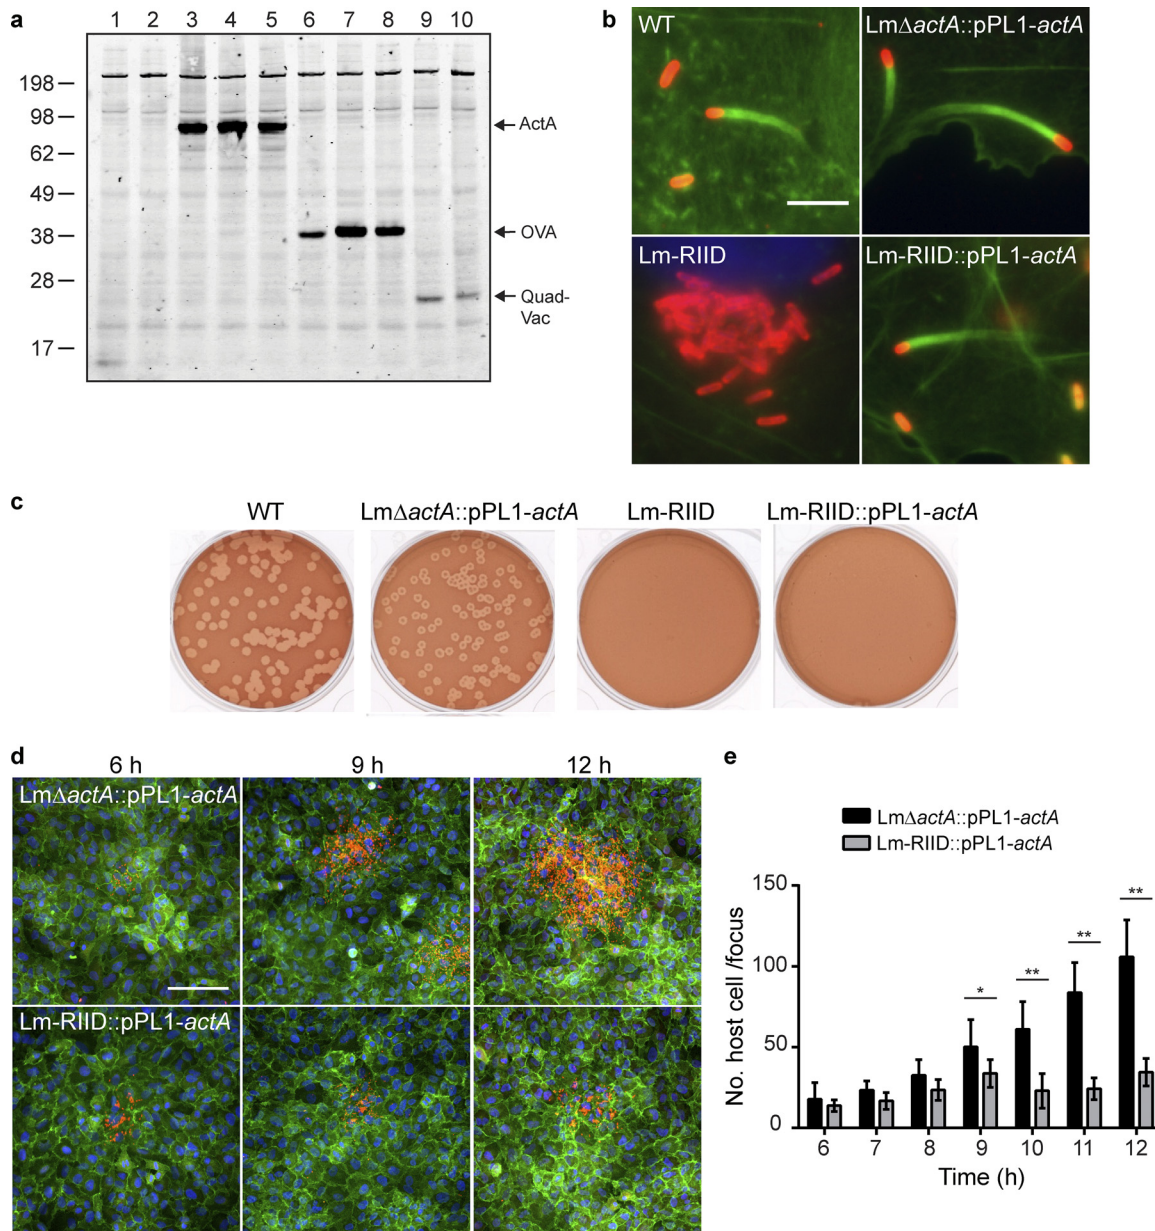 a
1 2 3 4 5 6 7 8 9 10
198
98
62
49
38
28
17
ActA
OVA
Quad-
Vac
b
WT
LmΔactA::pPL1-actA
Lm-RIID
Lm-RIID::pPL1-actA
c
WT
LmΔactA::pPL1-actA
Lm-RIID
Lm-RIID::pPL1-actA
d
6 h
9 h
12 h
LmΔactA::pPL1-actA
Lm-RIID::pPL1-actA
e
LmΔactA::pPL1-actA
Lm-RIID::pPL1-actA
No. host cell /focus
150
100
50
0
*
**
**
**
6 7 8 9 10 11 12
Time (h)